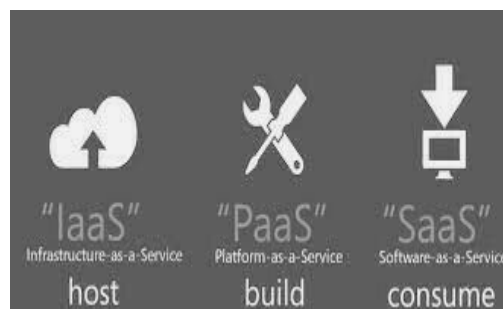 "IaaS" "PaaS" "SaaS"
Infrastructure-as-a-Service Platform-as-a-Service Software-as-a-Service
host build consume